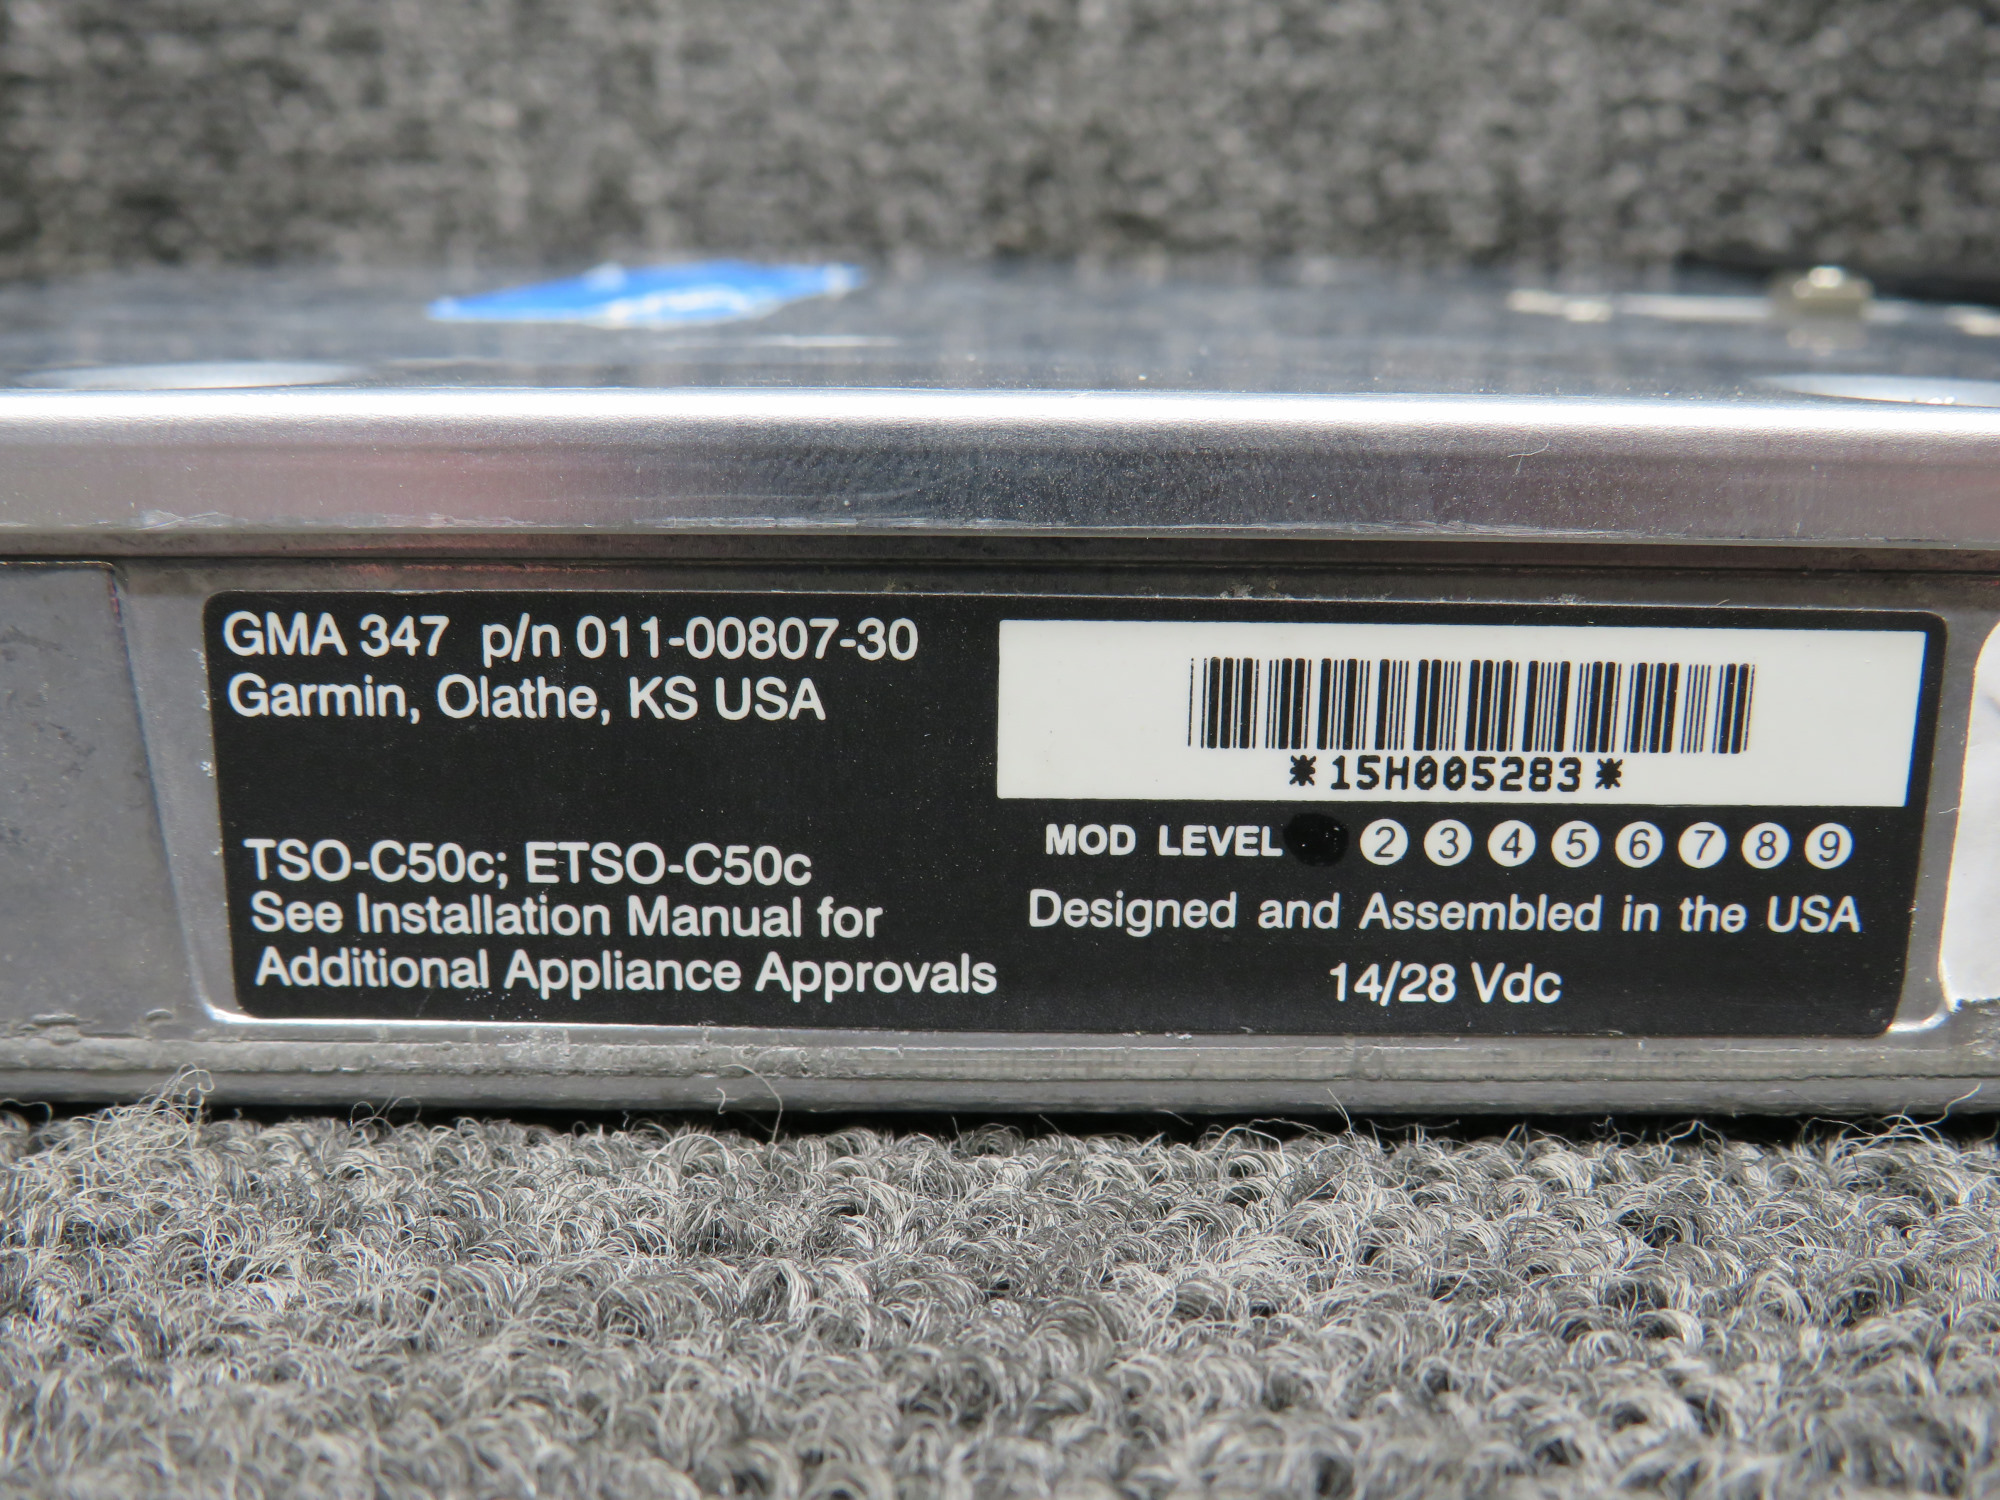 GMA 347 p/n 011-00807-30
Garmin, Olathe, KS USA
TSO-C50c; ETSO-C50c
See Installation Manual for
Additional Appliance Approvals
*15H005283*
MOD LEVEL 2 3 4 5 6 7 8 9
Designed and Assembled in the USA
14/28 Vdc